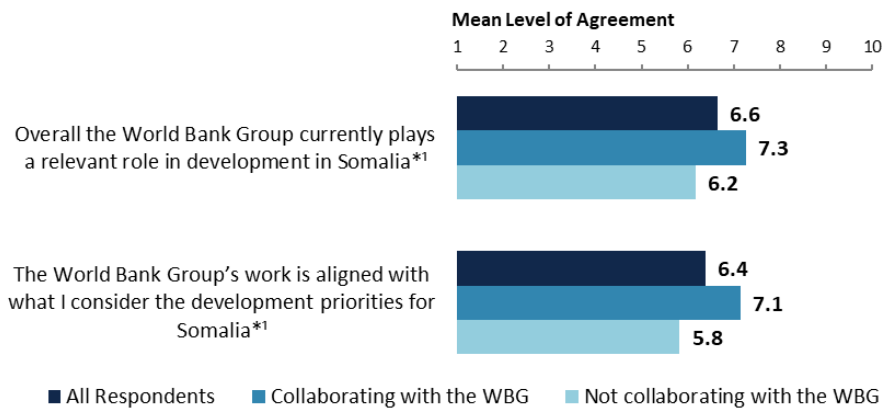 Mean Level of Agreement
1 2 3 4 5 6 7 8 9 10
Overall the World Bank Group currently plays
a relevant role in development in Somalia*¹
6.6
7.3
6.2
The World Bank Group’s work is aligned with
what I consider the development priorities for
Somalia*¹
6.4
7.1
5.8
All Respondents Collaborating with the WBG Not collaborating with the WBG